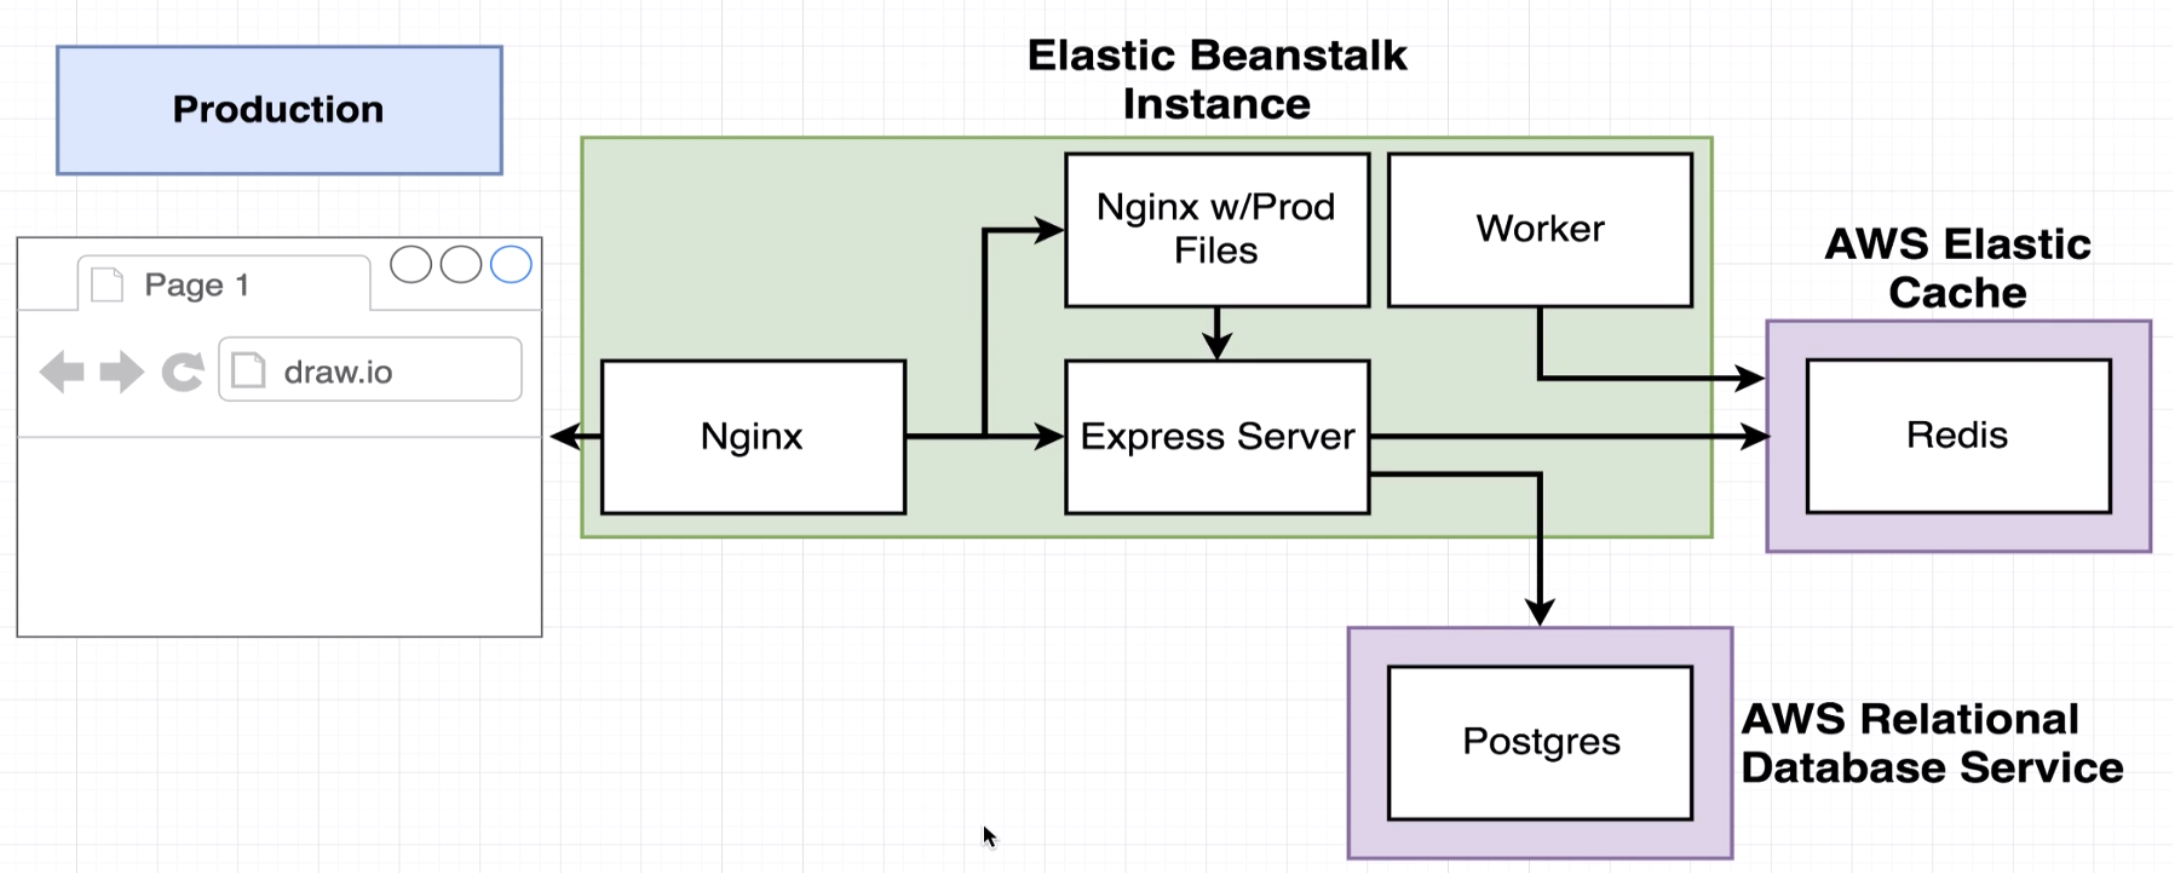 Production
Elastic Beanstalk
Instance
Page 1
draw.io
Nginx
Nginx w/Prod
Files
Worker
Express Server
AWS Elastic
Cache
Redis
Postgres
AWS Relational
Database Service